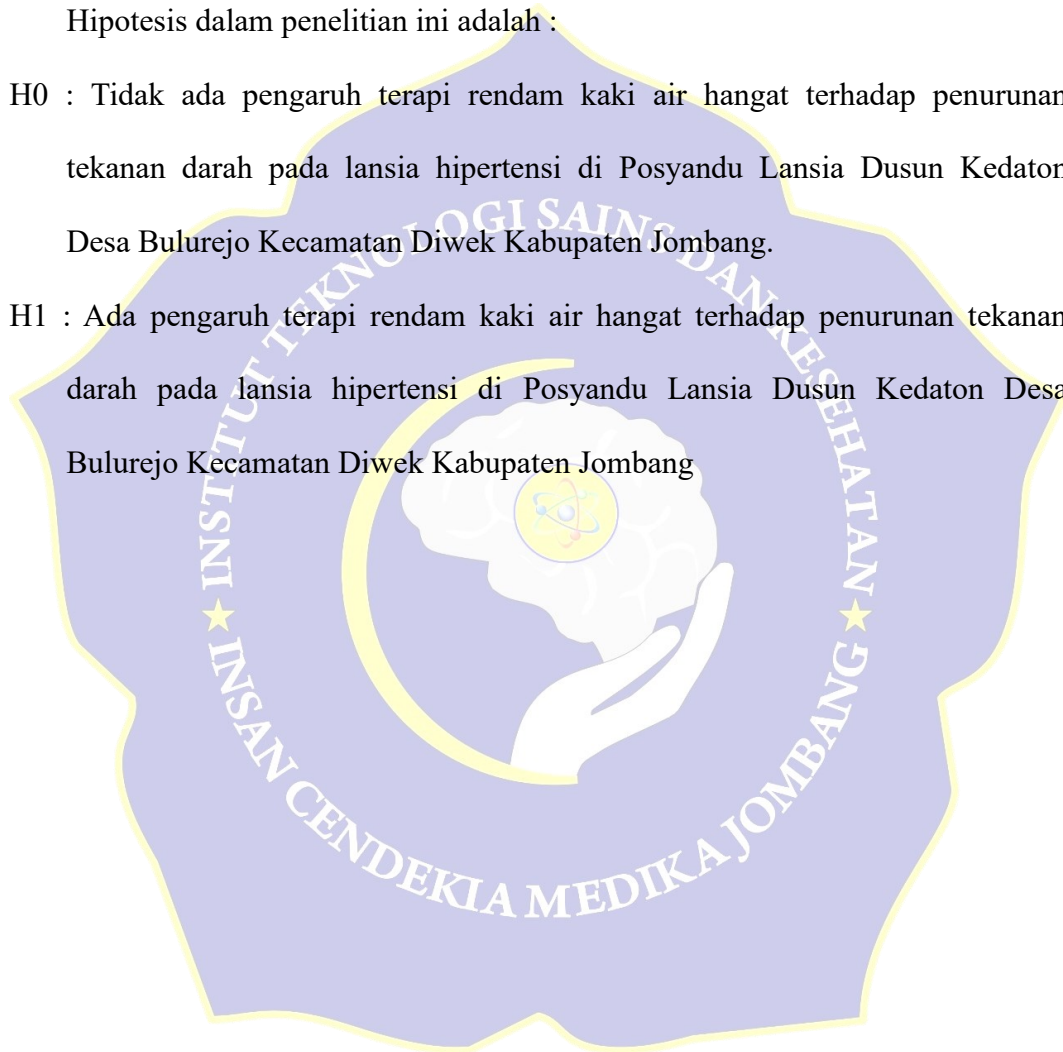 Hipotesis dalam penelitian ini adalah :
H0 : Tidak ada pengaruh terapi rendam kaki air hangat terhadap penurunan
tekanan darah pada lansia hipertensi di Posyandu Lansia Dusun Kedaton
Desa Bulurejo Kecamatan Diwek Kabupaten Jombang.
H1 : Ada pengaruh terapi rendam kaki air hangat terhadap penurunan tekanan
darah pada lansia hipertensi di Posyandu Lansia Dusun Kedaton Desa
Bulurejo Kecamatan Diwek Kabupaten Jombang
INSTITUT TEKNOLOGI SAINS DAN KESEHATAN
INSAN CENDEKIA MEDIKA JOMBANG